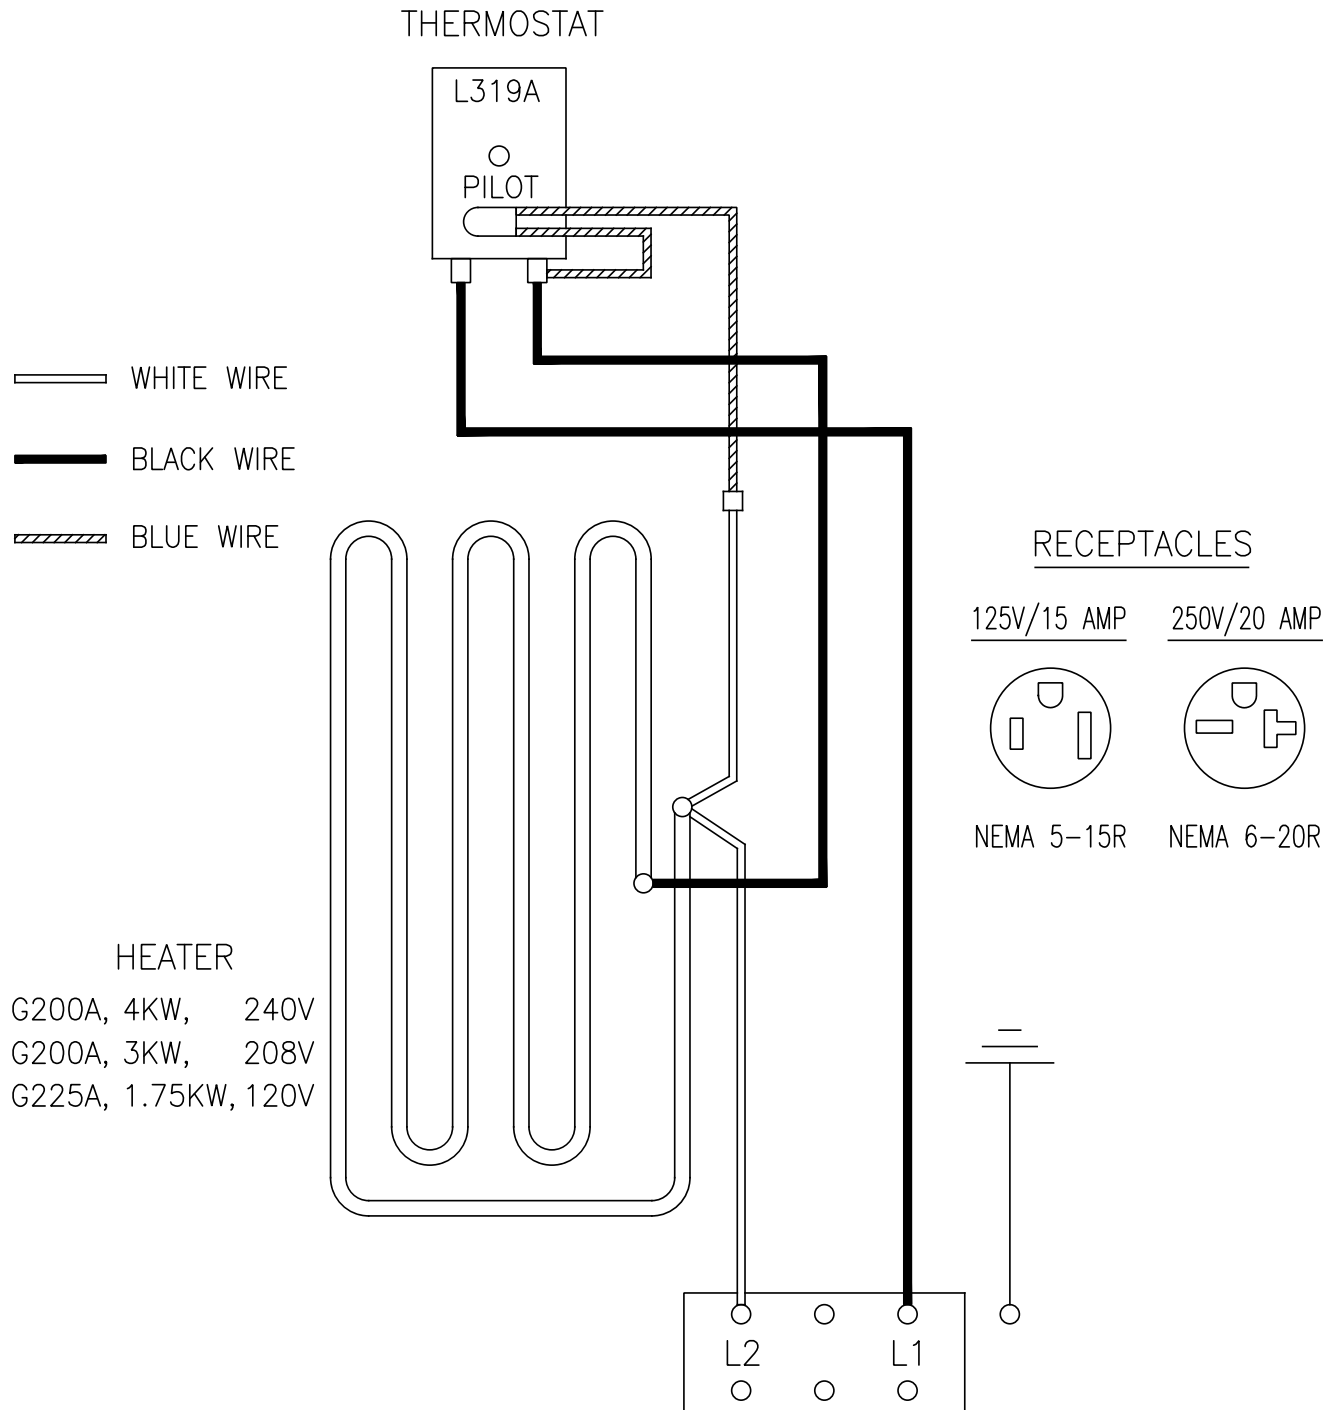 THERMOSTAT
L319A
PILOT
WHITE WIRE
BLACK WIRE
BLUE WIRE
RECEPTACLES
125V/15 AMP 250V/20 AMP
NEMA 5-15R NEMA 6-20R
HEATER
G200A, 4KW, 240V
G200A, 3KW, 208V
G225A, 1.75KW, 120V
L2 L1